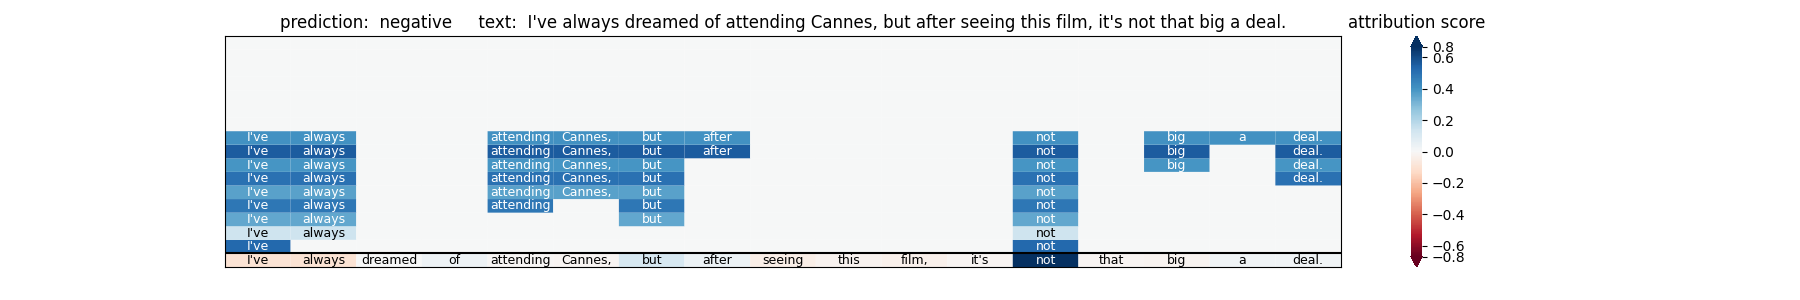 prediction:  negative     text:  I've always dreamed of attending Cannes, but after seeing this film, it's not that big a deal.     attribution score
I've always attending Cannes, but after not big a deal.
I've always attending Cannes, but after not big deal.
I've always attending Cannes, but not big deal.
I've always attending Cannes, but not deal.
I've always attending Cannes, but not
I've always attending but not
I've always but not
I've always not
I've not
I've always dreamed of attending Cannes, but after seeing this film, it's not that big a deal.
0.8
0.6
0.4
0.2
0.0
−0.2
−0.4
−0.6
−0.8